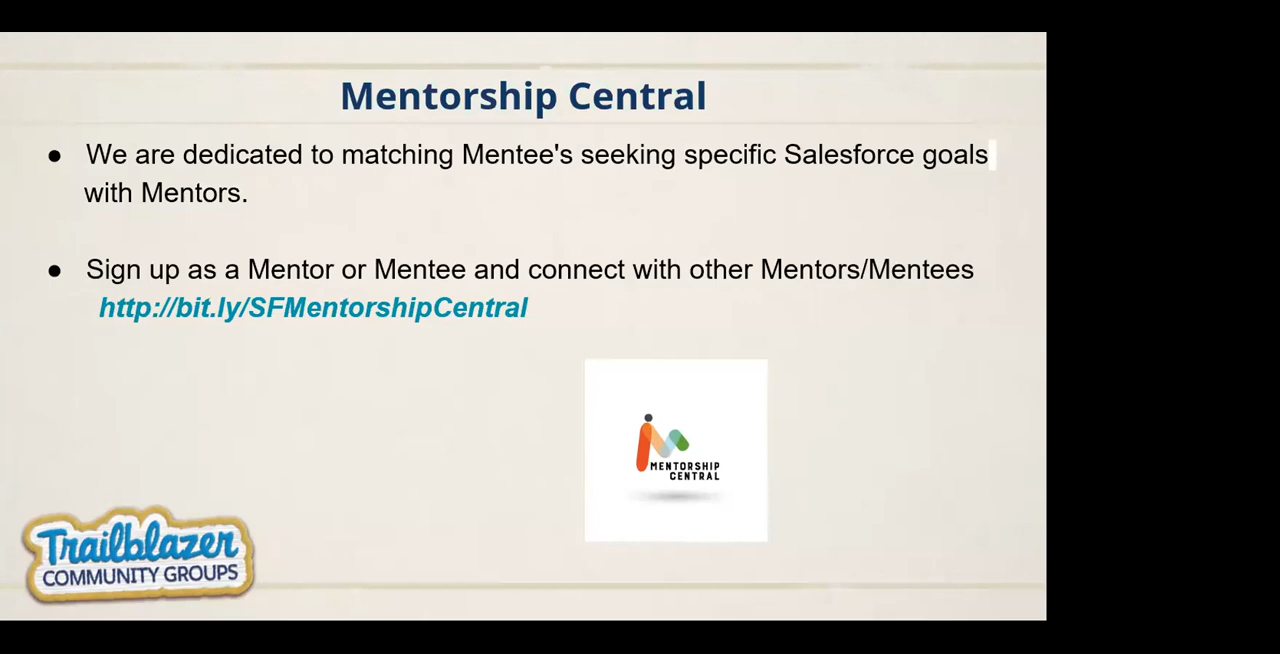 Mentorship Central
● We are dedicated to matching Mentee's seeking specific Salesforce goals
with Mentors.
● Sign up as a Mentor or Mentee and connect with other Mentors/Mentees
http://bit.ly/SFMentorshipCentral
MENTORSHIP
CENTRAL
Trailblazer
COMMUNITY GROUPS